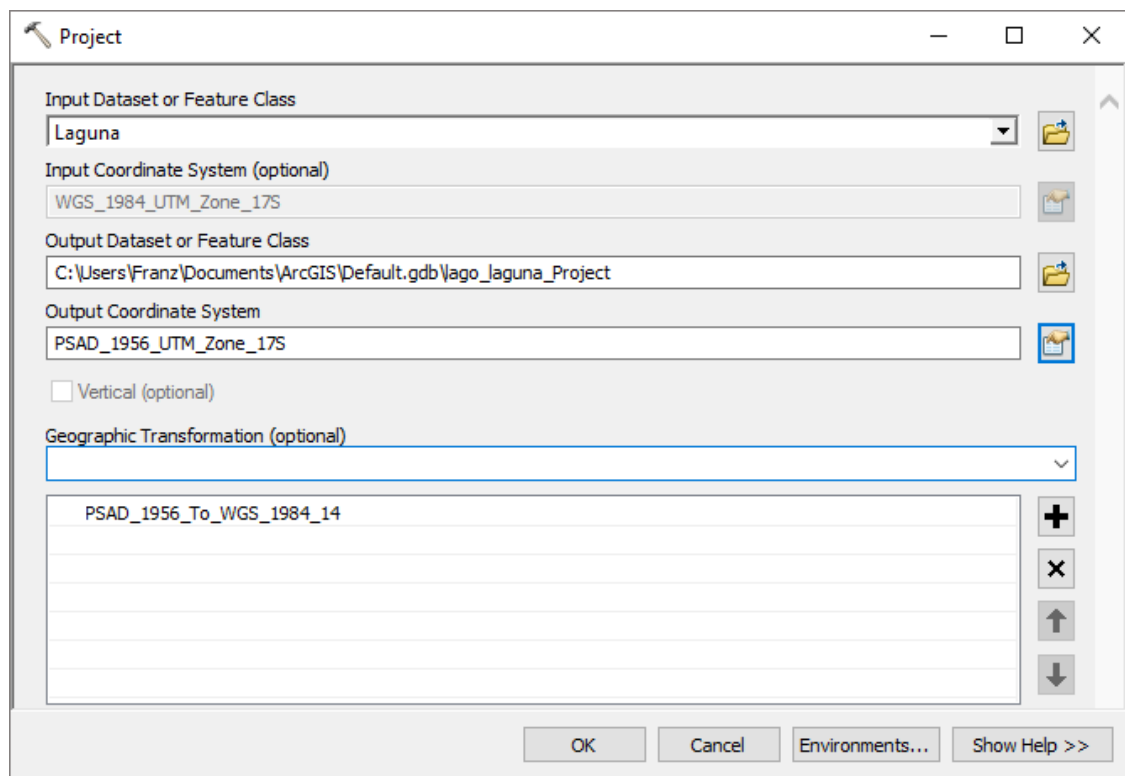 Project
Input Dataset or Feature Class
Laguna
Input Coordinate System (optional)
WGS_1984_UTM_Zone_17S
Output Dataset or Feature Class
C:\Users\Franz\Documents\ArcGIS\Default.gdb\lago_laguna_Project
Output Coordinate System
PSAD_1956_UTM_Zone_17S
Vertical (optional)
Geographic Transformation (optional)
PSAD_1956_To_WGS_1984_14
OK Cancel Environments... Show Help >>